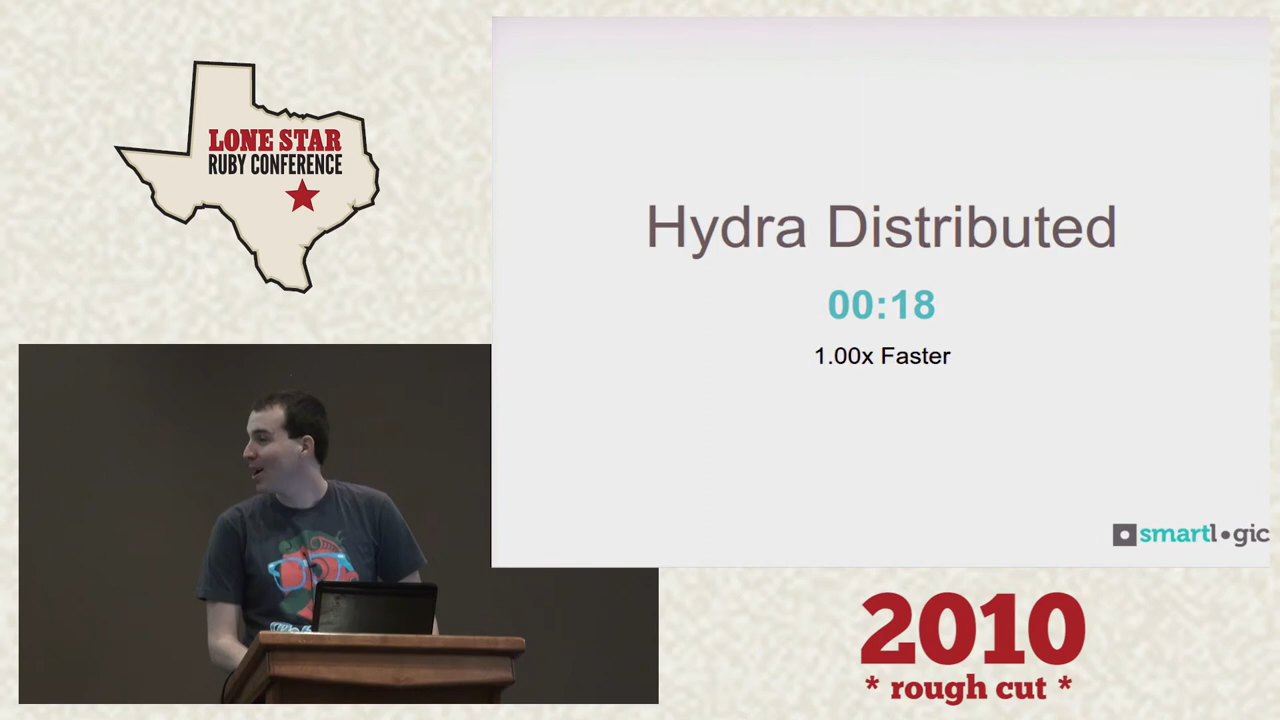 LONE STAR
RUBY CONFERENCE
Hydra Distributed
00:18
1.00x Faster
smartlogic
2010
* rough cut *